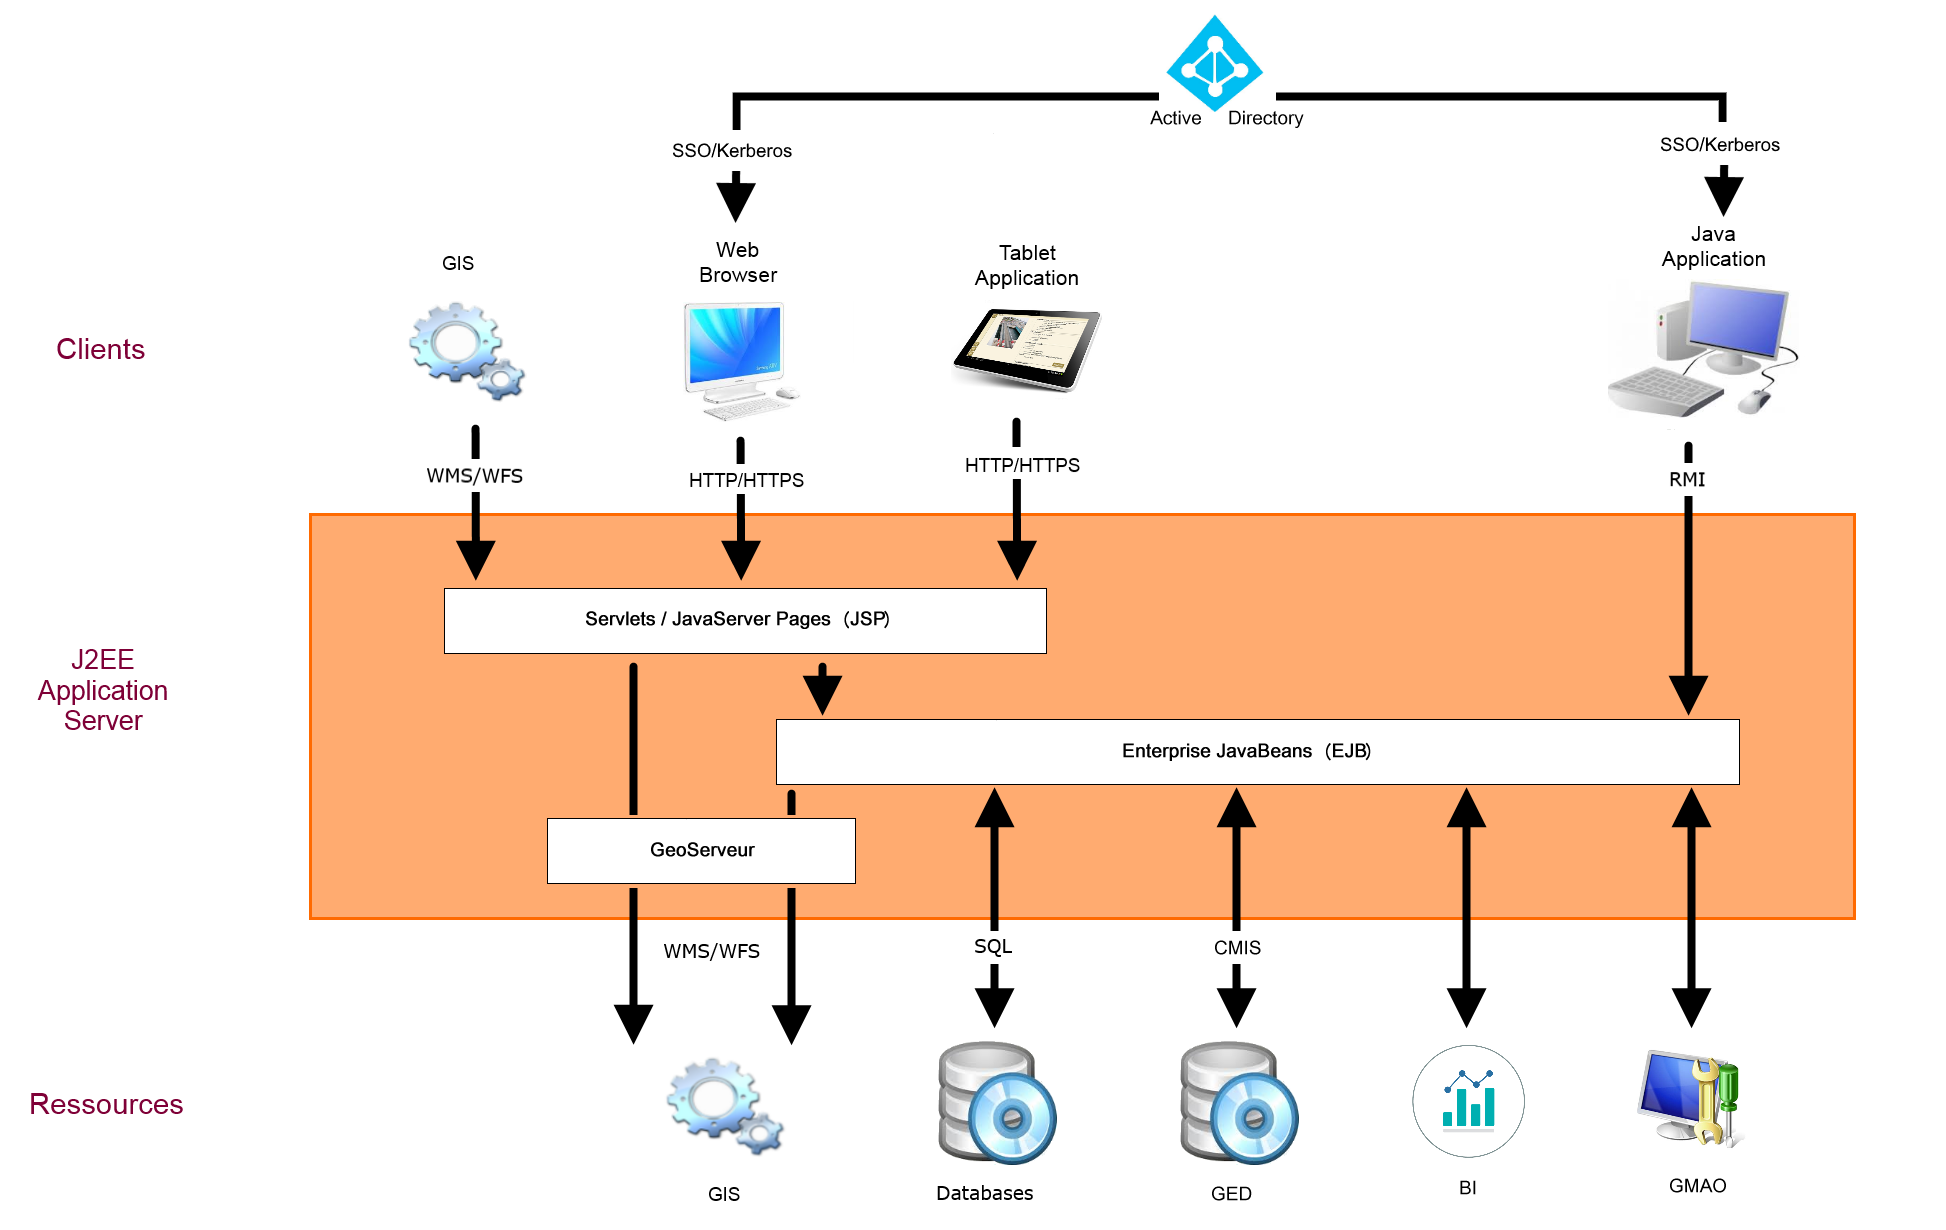 Active Directory
SSO/Kerberos
SSO/Kerberos
GIS
Web
Browser
Tablet
Application
Java
Application
Clients
WMS/WFS
HTTP/HTTPS
HTTP/HTTPS
RMI
Servlets / JavaServer Pages (JSP)
J2EE
Application
Server
Enterprise JavaBeans (EJB)
GeoServeur
WMS/WFS
SQL
CMIS
Ressources
GIS
Databases
GED
BI
GMAO